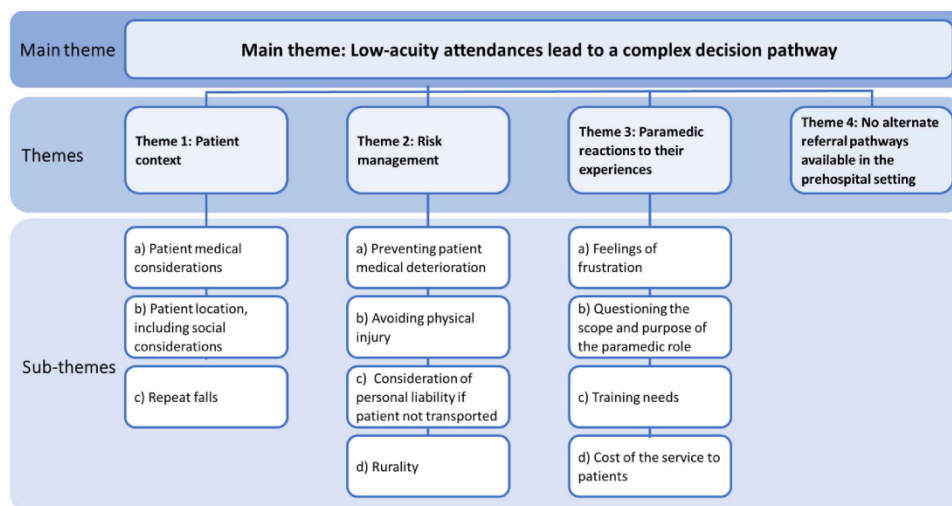 Main theme
Main theme: Low-acuity attendances lead to a complex decision pathway
Themes
Theme 1: Patient
context
Theme 2: Risk
management
Theme 3: Paramedic
reactions to their
experiences
Theme 4: No alternate
referral pathways
available in the
prehospital setting
Sub-themes
a) Patient medical
considerations
b) Patient location,
including social
considerations
c) Repeat falls
a) Preventing patient
medical deterioration
b) Avoiding physical
injury
c) Consideration of
personal liability if
patient not transported
d) Rurality
a) Feelings of
frustration
b) Questioning the
scope and purpose of
the paramedic role
c) Training needs
d) Cost of the service to
patients